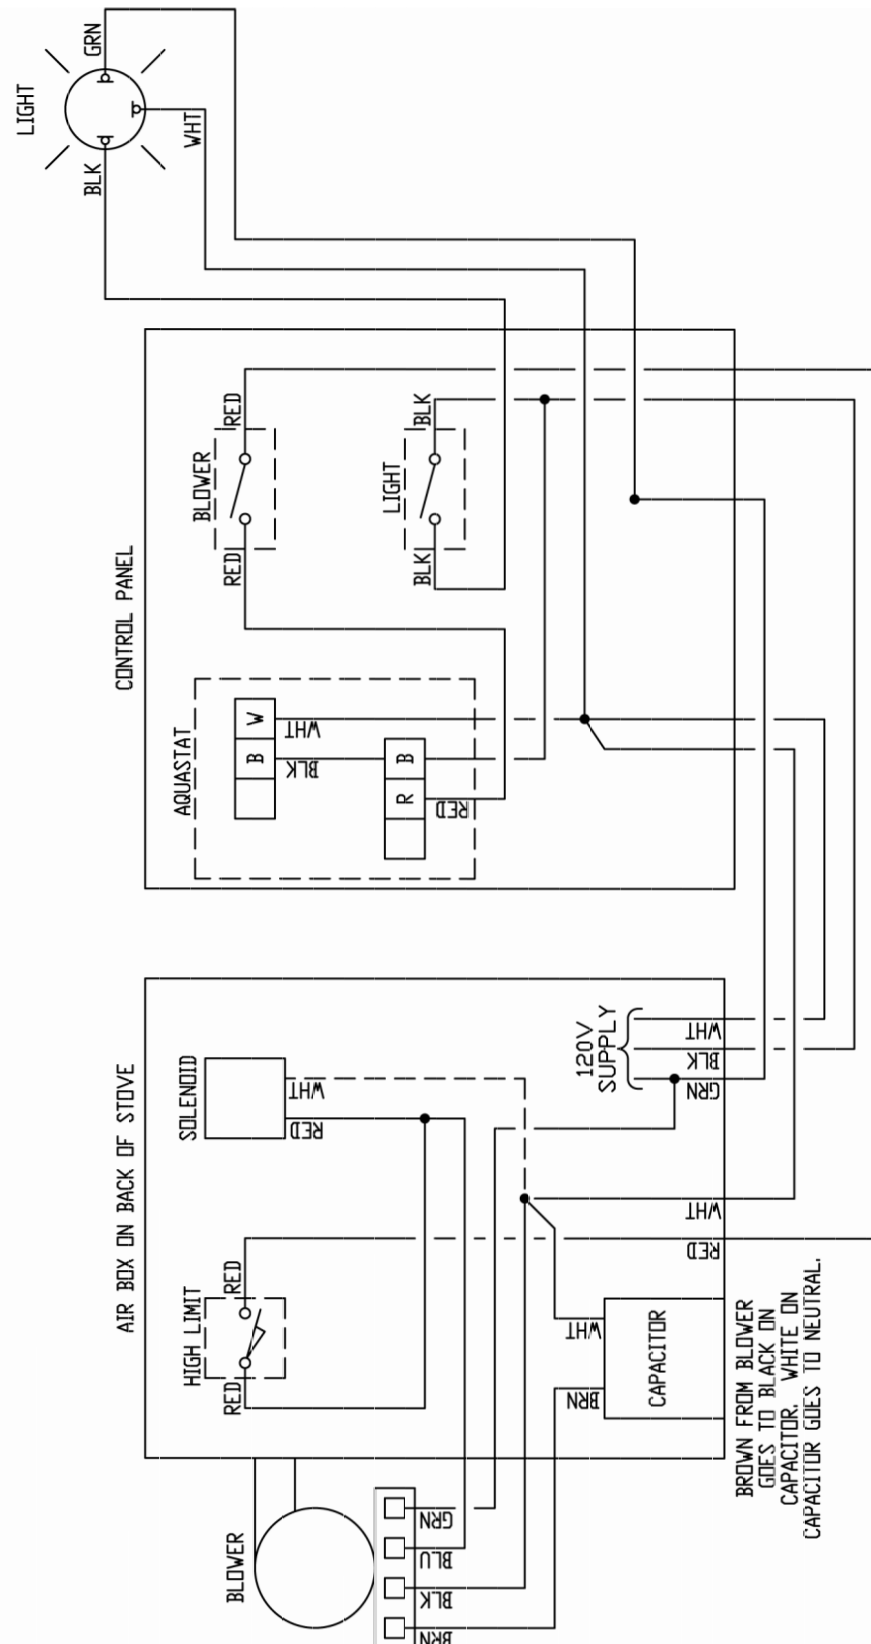 LIGHT
GRN
WHT
BLK
CONTROL PANEL
BLOWER
RED
RED
LIGHT
BLK
BLK
AQUASTAT
W
B
WHT
BLK
B
R
RED
AIR BOX ON BACK OF STOVE
SOLENOID
WHT
RED
120V
SUPPLY
WHT
BLK
GRN
WHT
RED
HIGH LIMIT
RED
RED
WHT
BRN
CAPACITOR
BROWN FROM BLOWER
GOES TO BLACK ON
CAPACITOR. WHITE ON
CAPACITOR GOES TO NEUTRAL.
BLOWER
GRN
BLU
BLK
BRN